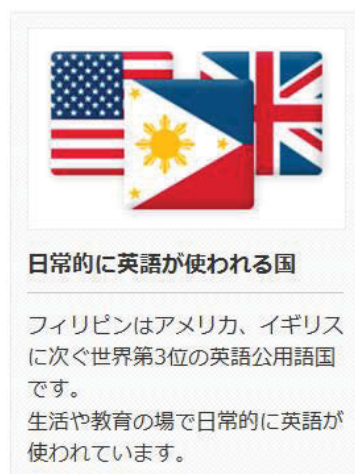 日常的に英語が使われる国
フィリピンはアメリカ、イギリス
に次ぐ世界第3位の英語公用語国
です。
生活や教育の場で日常的に英語が
使われています。